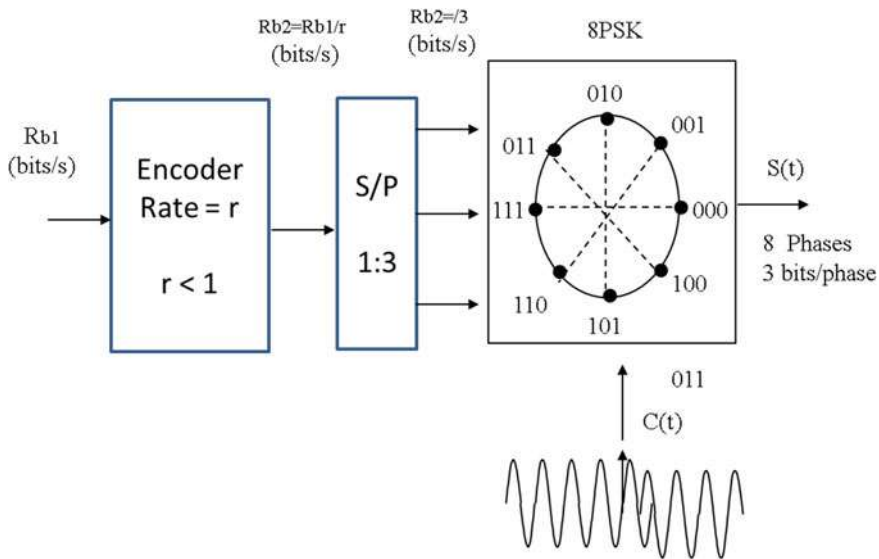 Rb2=Rb1/r
(bits/s)
Rb2=/3
(bits/s)
8PSK
Rb1
(bits/s)
Encoder
Rate = r
r < 1
S/P
1:3
010
001
011
111
000
110
100
101
S(t)
8 Phases
3 bits/phase
011
C(t)